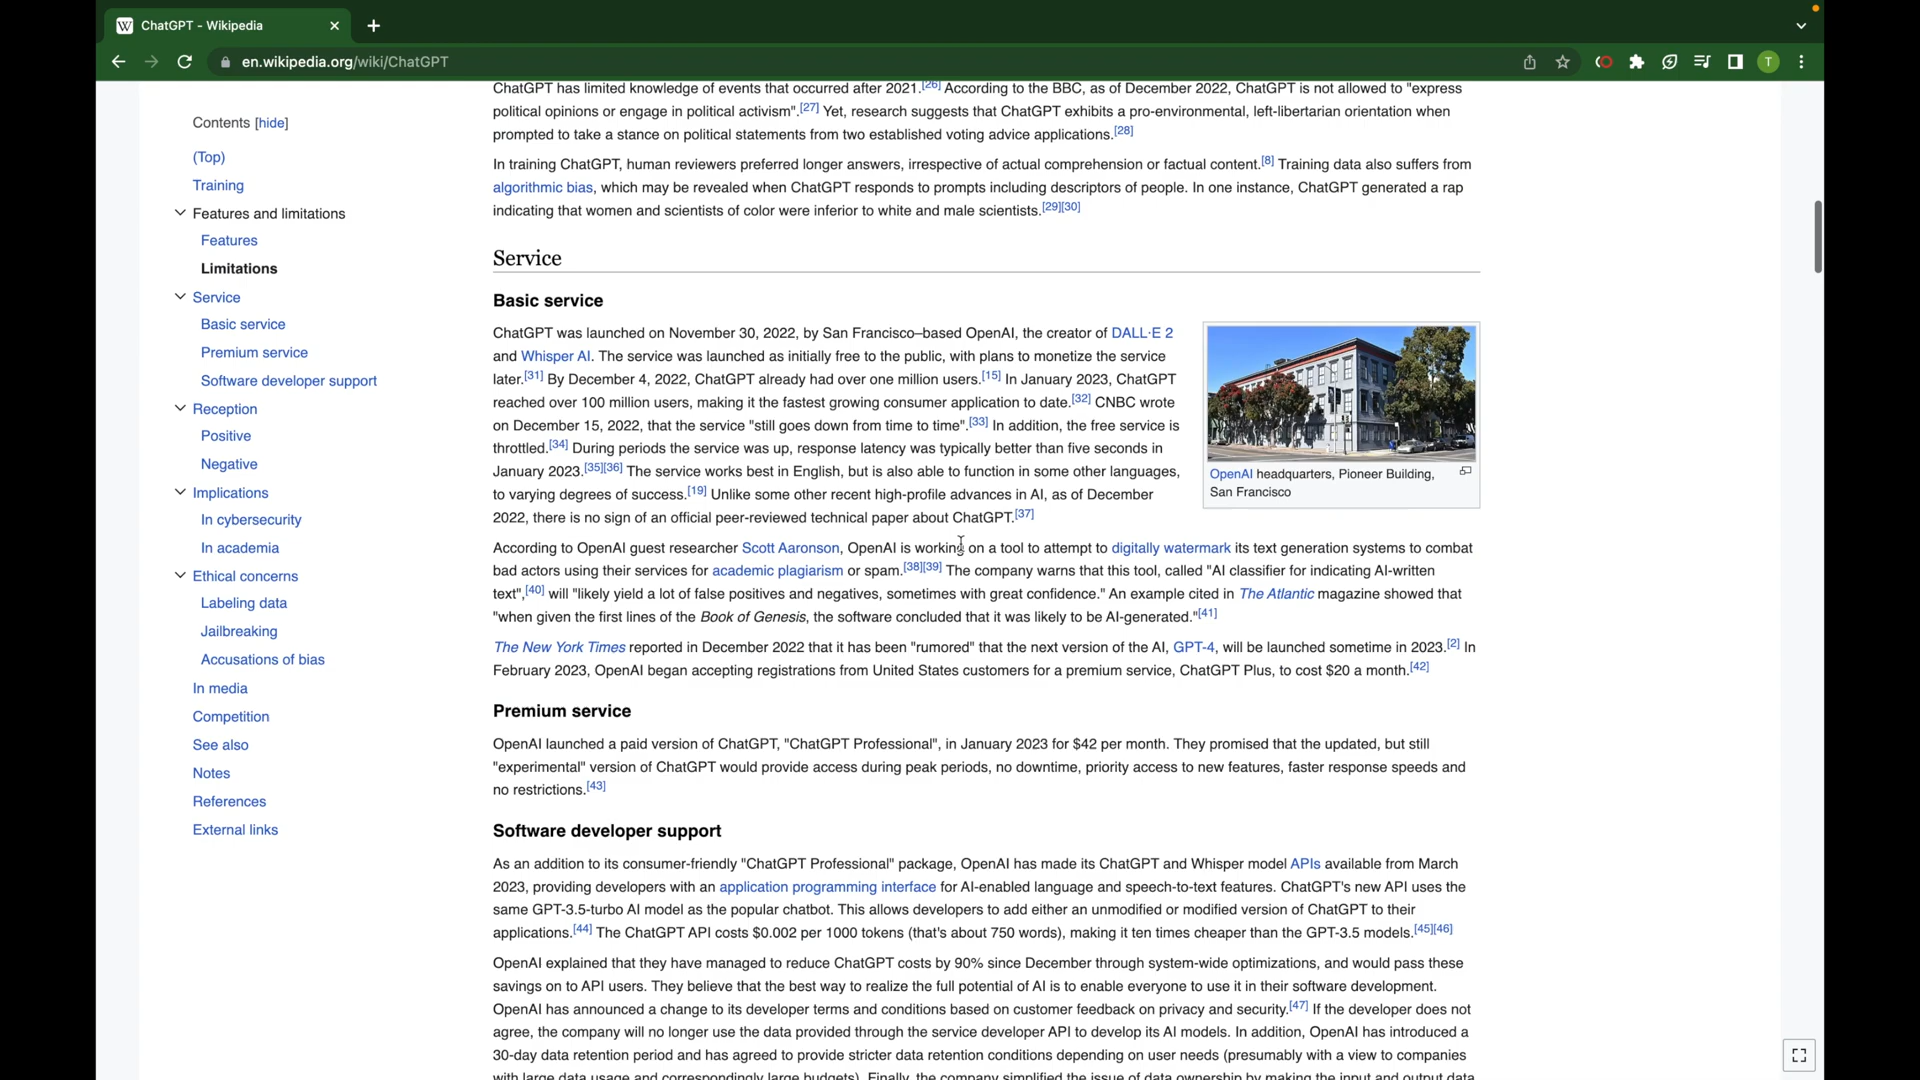 ChatGPT - Wikipedia
en.wikipedia.org/wiki/ChatGPT
T
Contents [hide]
(Top)
Training
Features and limitations
Features
Limitations
Service
Basic service
Premium service
Software developer support
Reception
Positive
Negative
Implications
In cybersecurity
In academia
Ethical concerns
Labeling data
Jailbreaking
Accusations of bias
In media
Competition
See also
Notes
References
External links
ChatGPT has limited knowledge of events that occurred after 2021.[26] According to the BBC, as of December 2022, ChatGPT is not allowed to "express
political opinions or engage in political activism".[27] Yet, research suggests that ChatGPT exhibits a pro-environmental, left-libertarian orientation when
prompted to take a stance on political statements from two established voting advice applications.[28]
In training ChatGPT, human reviewers preferred longer answers, irrespective of actual comprehension or factual content.[8] Training data also suffers from
algorithmic bias, which may be revealed when ChatGPT responds to prompts including descriptors of people. In one instance, ChatGPT generated a rap
indicating that women and scientists of color were inferior to white and male scientists.[29][30]
Service
Basic service
ChatGPT was launched on November 30, 2022, by San Francisco–based OpenAI, the creator of DALL·E 2
and Whisper AI. The service was launched as initially free to the public, with plans to monetize the service
later.[31] By December 4, 2022, ChatGPT already had over one million users.[15] In January 2023, ChatGPT
reached over 100 million users, making it the fastest growing consumer application to date.[32] CNBC wrote
on December 15, 2022, that the service "still goes down from time to time".[33] In addition, the free service is
throttled.[34] During periods the service was up, response latency was typically better than five seconds in
January 2023.[35][36] The service works best in English, but is also able to function in some other languages,
to varying degrees of success.[19] Unlike some other recent high-profile advances in AI, as of December
2022, there is no sign of an official peer-reviewed technical paper about ChatGPT.[37]
OpenAI headquarters, Pioneer Building,
San Francisco
According to OpenAI guest researcher Scott Aaronson, OpenAI is working on a tool to attempt to digitally watermark its text generation systems to combat
bad actors using their services for academic plagiarism or spam.[38][39] The company warns that this tool, called "AI classifier for indicating AI-written
text",[40] will "likely yield a lot of false positives and negatives, sometimes with great confidence." An example cited in The Atlantic magazine showed that
"when given the first lines of the Book of Genesis, the software concluded that it was likely to be AI-generated."[41]
The New York Times reported in December 2022 that it has been "rumored" that the next version of the AI, GPT-4, will be launched sometime in 2023.[2] In
February 2023, OpenAI began accepting registrations from United States customers for a premium service, ChatGPT Plus, to cost $20 a month.[42]
Premium service
OpenAI launched a paid version of ChatGPT, "ChatGPT Professional", in January 2023 for $42 per month. They promised that the updated, but still
"experimental" version of ChatGPT would provide access during peak periods, no downtime, priority access to new features, faster response speeds and
no restrictions.[43]
Software developer support
As an addition to its consumer-friendly "ChatGPT Professional" package, OpenAI has made its ChatGPT and Whisper model APIs available from March
2023, providing developers with an application programming interface for AI-enabled language and speech-to-text features. ChatGPT's new API uses the
same GPT-3.5-turbo AI model as the popular chatbot. This allows developers to add either an unmodified or modified version of ChatGPT to their
applications.[44] The ChatGPT API costs $0.002 per 1000 tokens (that's about 750 words), making it ten times cheaper than the GPT-3.5 models.[45][46]
OpenAI explained that they have managed to reduce ChatGPT costs by 90% since December through system-wide optimizations, and would pass these
savings on to API users. They believe that the best way to realize the full potential of AI is to enable everyone to use it in their software development.
OpenAI has announced a change to its developer terms and conditions based on customer feedback on privacy and security.[47] If the developer does not
agree, the company will no longer use the data provided through the service developer API to develop its AI models. In addition, OpenAI has introduced a
30-day data retention period and has agreed to provide stricter data retention conditions depending on user needs (presumably with a view to companies
with large data usage and correspondingly large budgets). Finally, the company simplified the issue of data ownership by making the input and output data